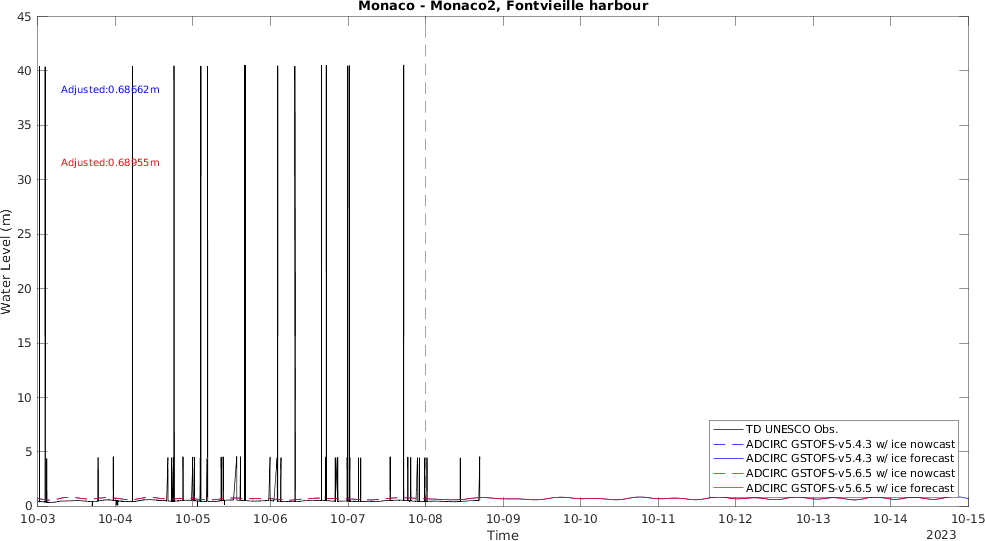 Monaco - Monaco2, Fontvieille harbour
45
40
35
30
25
20
15
10
5
0
Water Level (m)
Adjusted:0.68662m
Adjusted:0.68955m
TD UNESCO Obs.
ADCIRC GSTOFS-v5.4.3 w/ ice nowcast
ADCIRC GSTOFS-v5.4.3 w/ ice forecast
ADCIRC GSTOFS-v5.6.5 w/ ice nowcast
ADCIRC GSTOFS-v5.6.5 w/ ice forecast
10-03 10-04 10-05 10-06 10-07 10-08 10-09 10-10 10-11 10-12 10-13 10-14 10-15
Time
2023